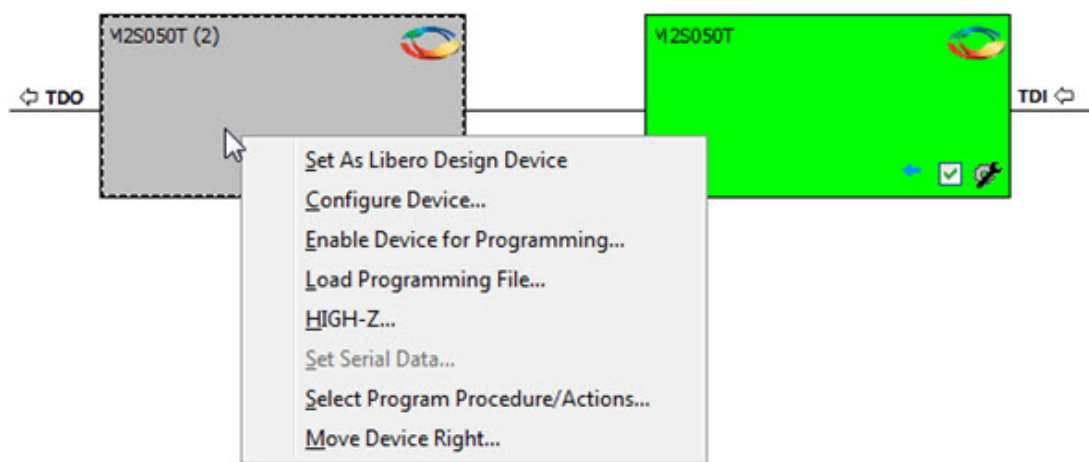 M2S050T (2)
M2S050T
TDO
TDI
Set As Libero Design Device
Configure Device...
Enable Device for Programming...
Load Programming File...
HIGH-Z...
Set Serial Data...
Select Program Procedure/Actions...
Move Device Right...